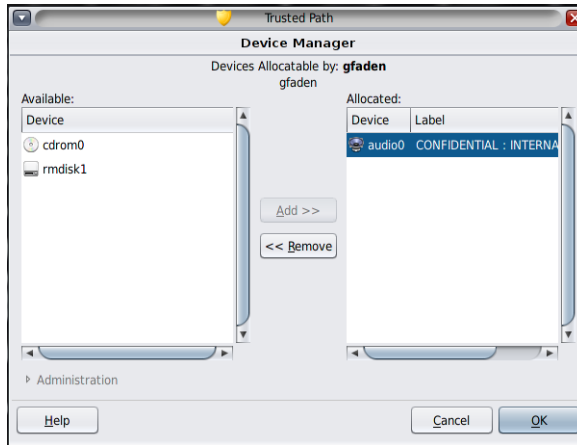 Trusted Path
Device Manager
Devices Allocatable by: gfaden
gfaden
Available:
Device
cdrom0
rmdisk1
Add >>
<< Remove
Allocated:
Device Label
audio0 CONFIDENTIAL : INTERNA
Administration
Help
Cancel
OK